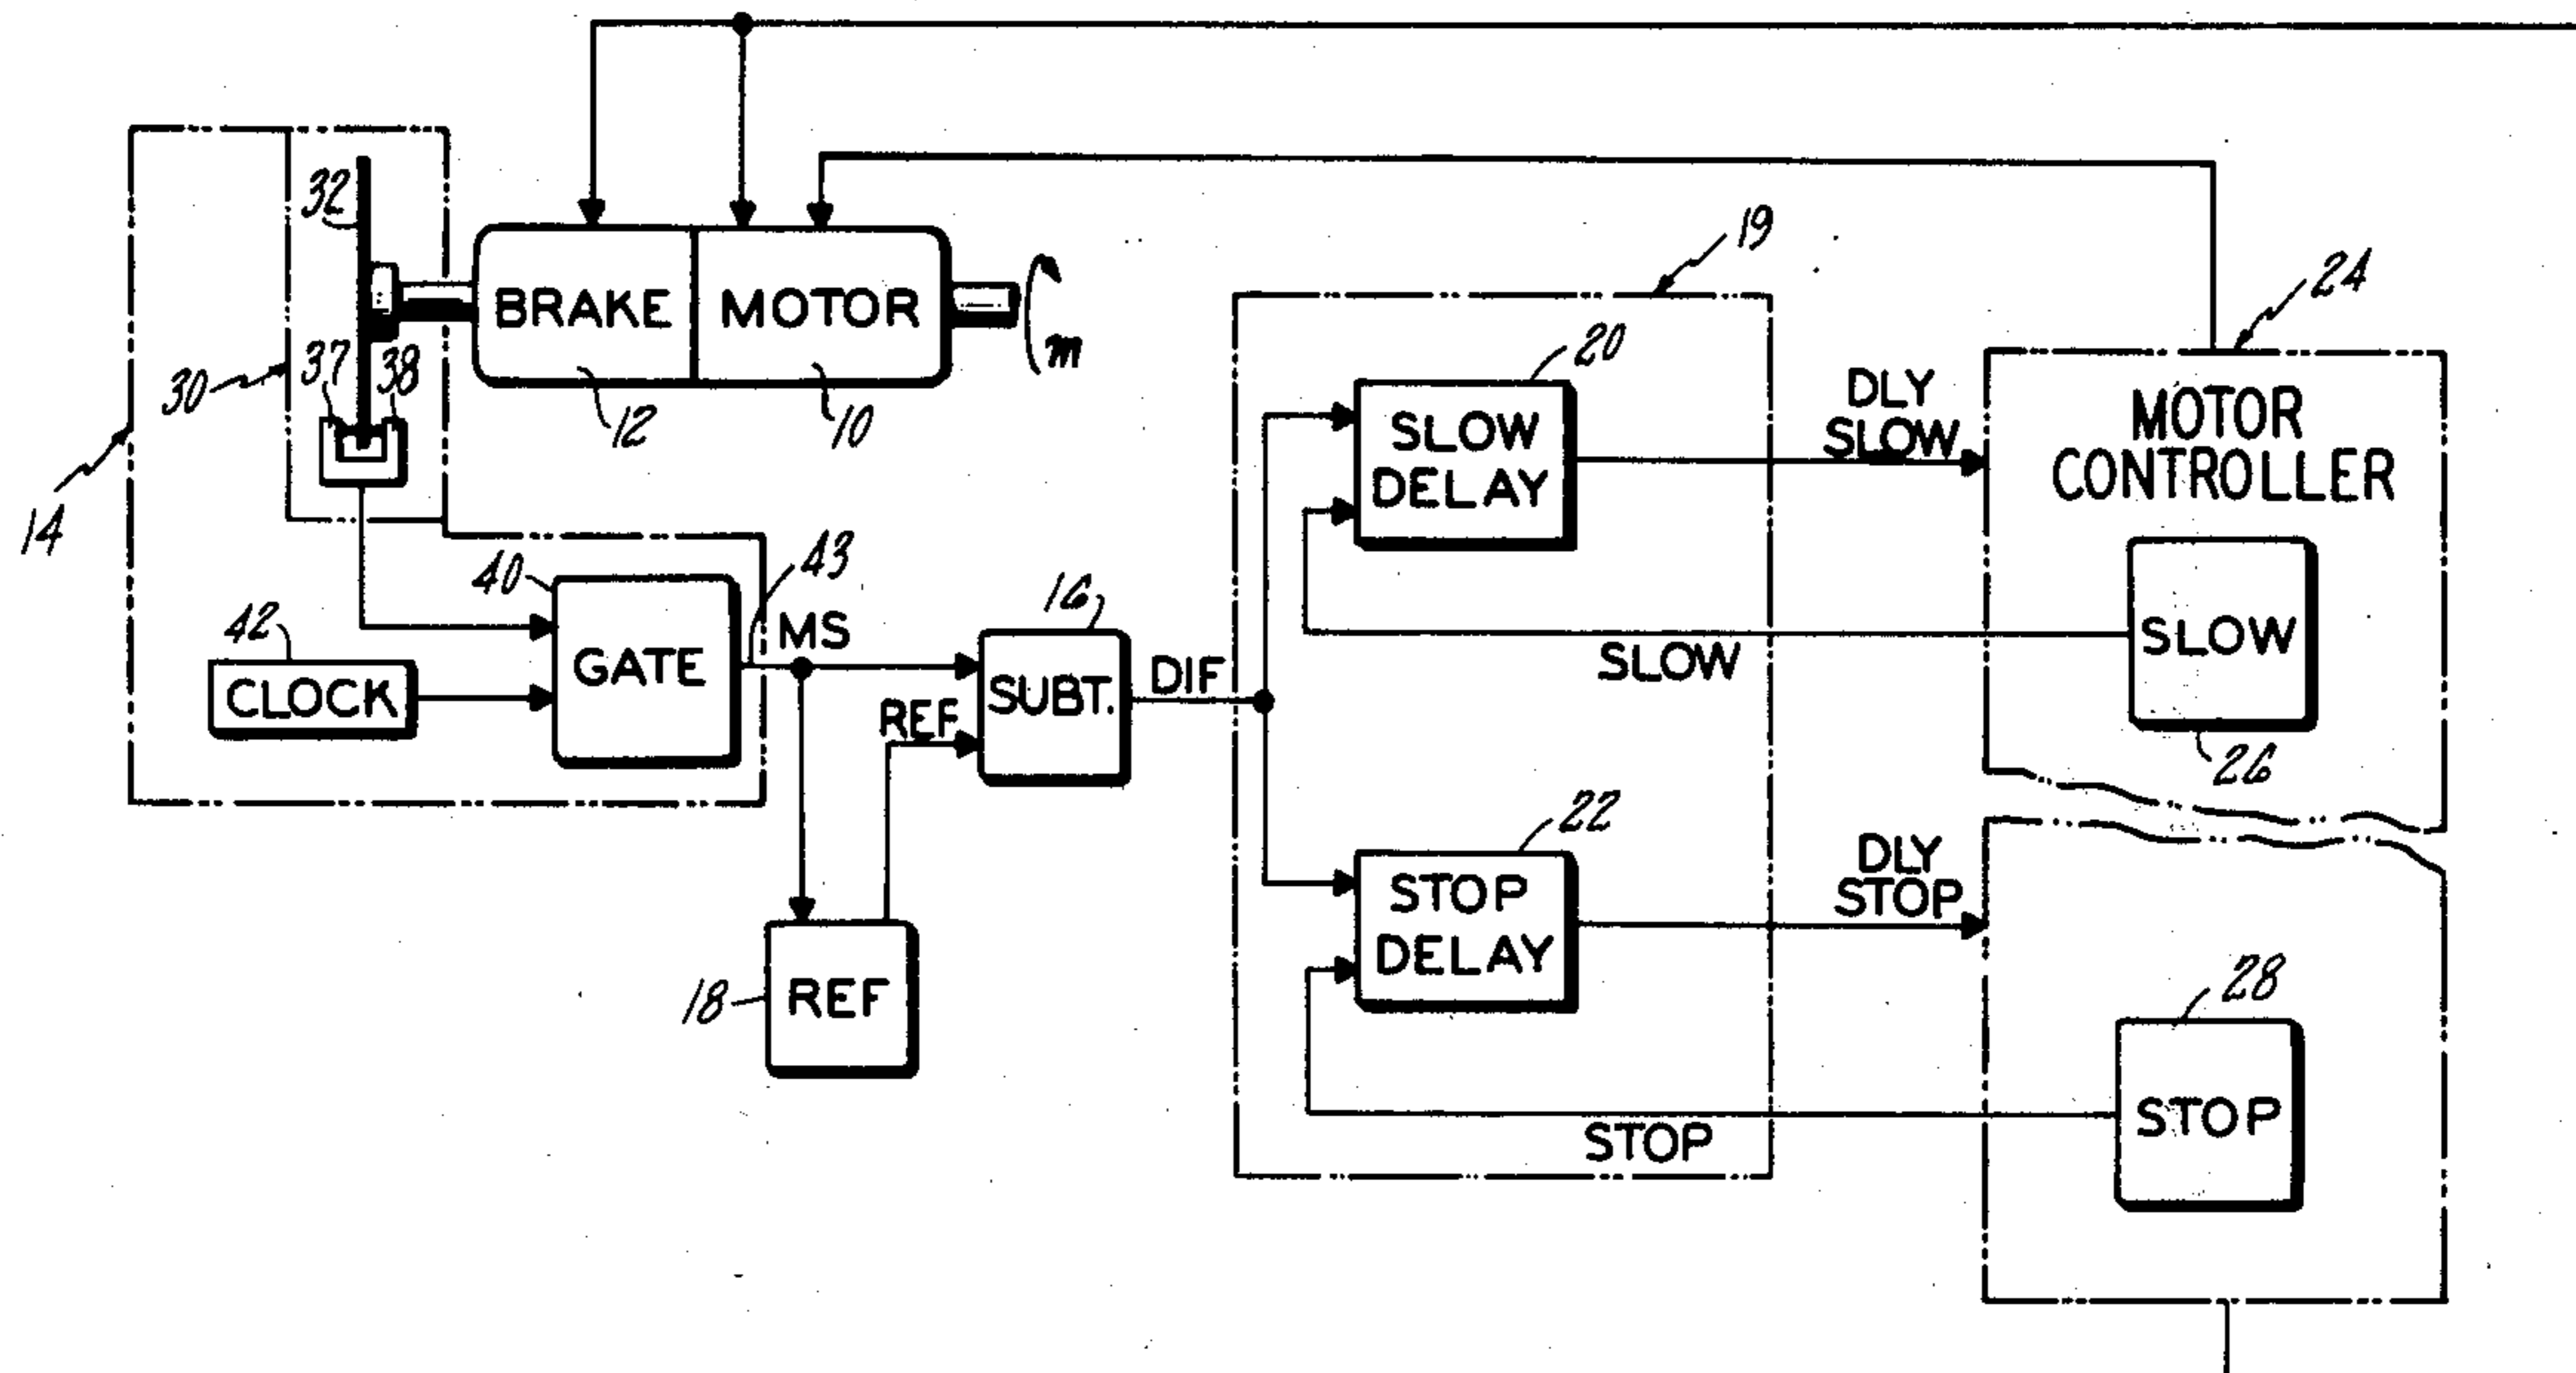 32
BRAKE
MOTOR
m
37
38
30
12
10
14
19
20
24
SLOW
DELAY
DLY
SLOW
MOTOR
CONTROLLER
SLOW
SLOW
26
40
43
MS
42
CLOCK
GATE
16
SUBT.
REF
DIF
18
REF
22
STOP
DELAY
DLY
STOP
STOP
28
STOP